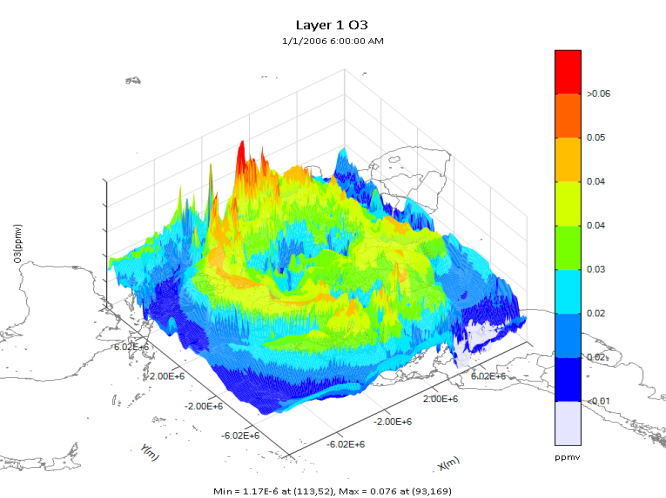 Layer 1 O3
1/1/2006 6:00:00 AM
>0.06
0.05
0.04
0.04
0.03
0.02
0.02
<0.01
ppmv
O3(ppmv)
6.02E+6
-2.00E+6
-2.00E+6
-6.02E+6
Y(m)
6.02E+6
2.00E+6
-2.00E+6
-6.02E+6
X(m)
Min = 1.17E-6 at (113,52), Max = 0.076 at (93,169)